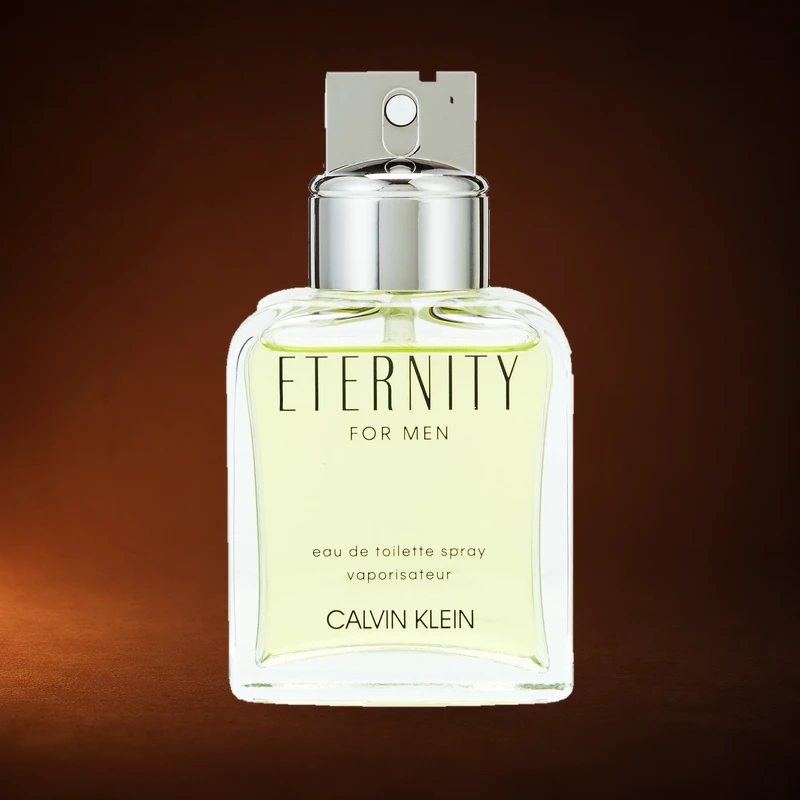 ETERNITY
FOR MEN
eau de toilette spray
vaporisateur
CALVIN KLEIN